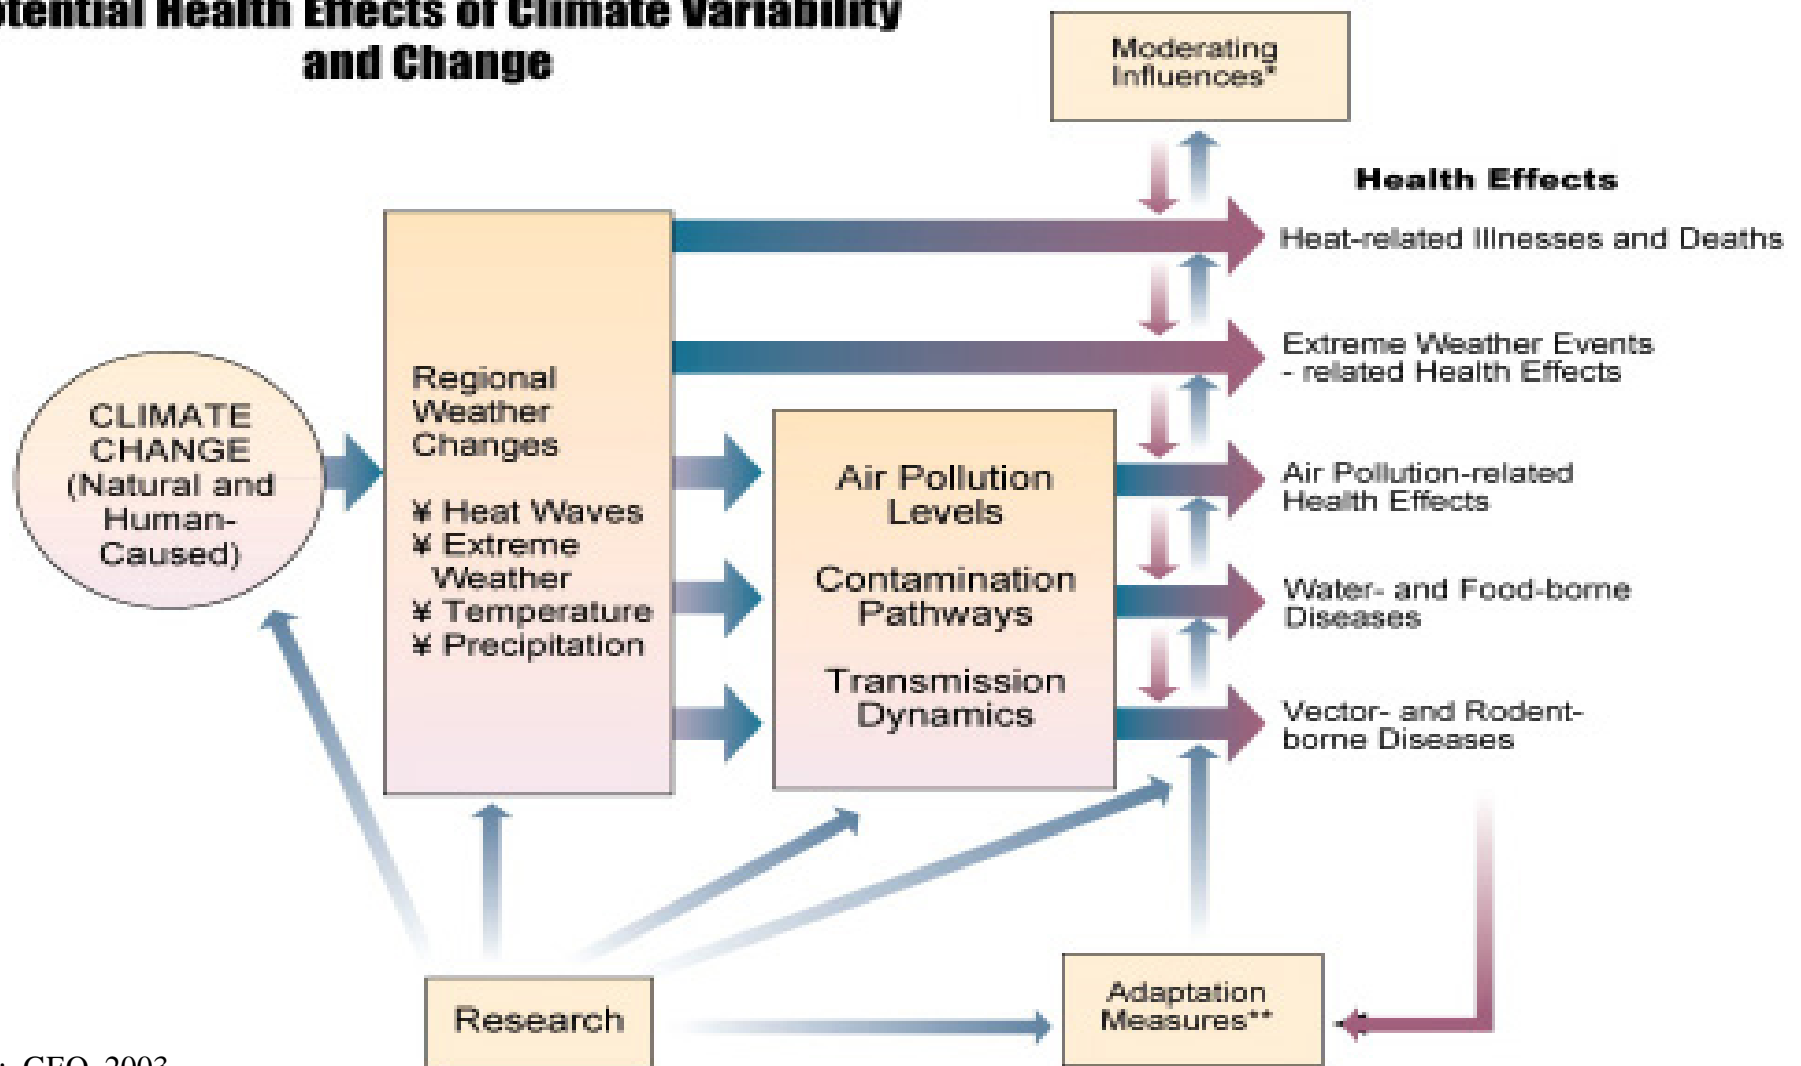 otential Health Effects of Climate Variability
and Change
Moderating
Influences*
Health Effects
Heat-related Illnesses and Deaths
Extreme Weather Events
- related Health Effects
Air Pollution-related
Health Effects
Water- and Food-borne
Diseases
Vector- and Rodent-
borne Diseases
CLIMATE
CHANGE
(Natural and
Human-
Caused)
Regional
Weather
Changes
¥ Heat Waves
¥ Extreme
Weather
¥ Temperature
¥ Precipitation
Air Pollution
Levels
Contamination
Pathways
Transmission
Dynamics
Research
Adaptation
Measures**
: GEO, 2003